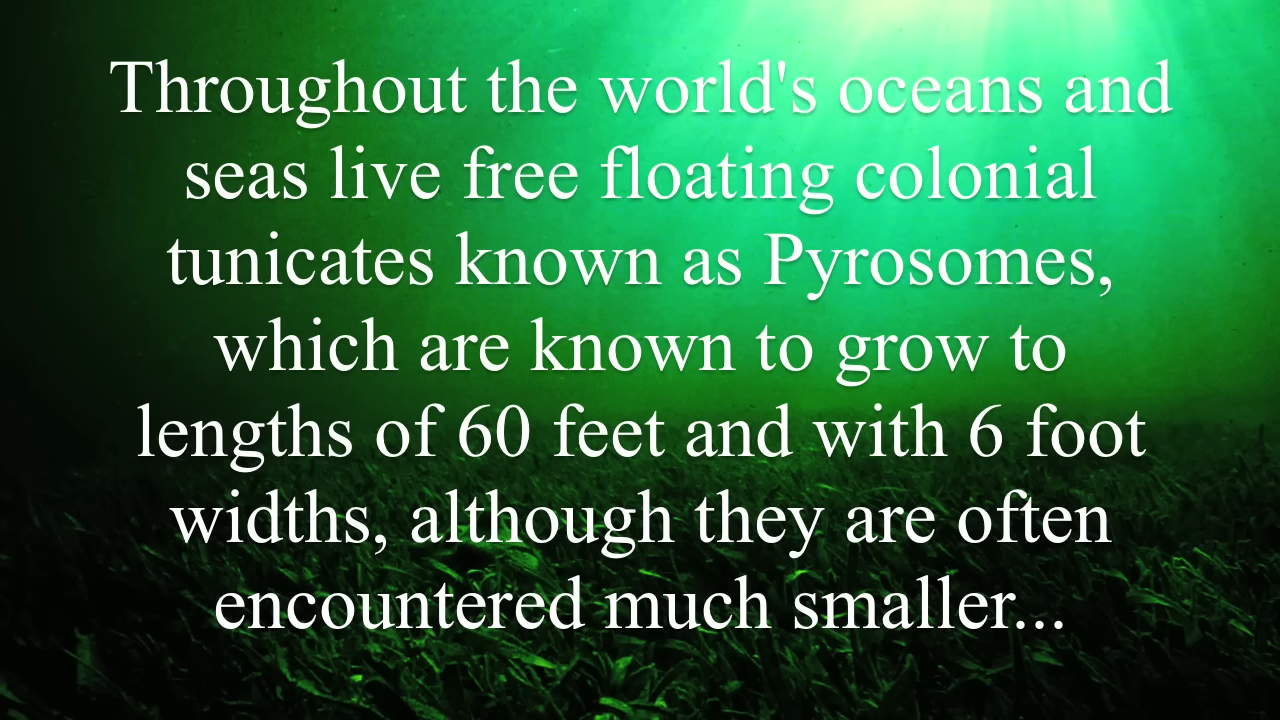 Throughout the world's oceans and
seas live free floating colonial
tunicates known as Pyrosomes,
which are known to grow to
lengths of 60 feet and with 6 foot
widths, although they are often
encountered much smaller...